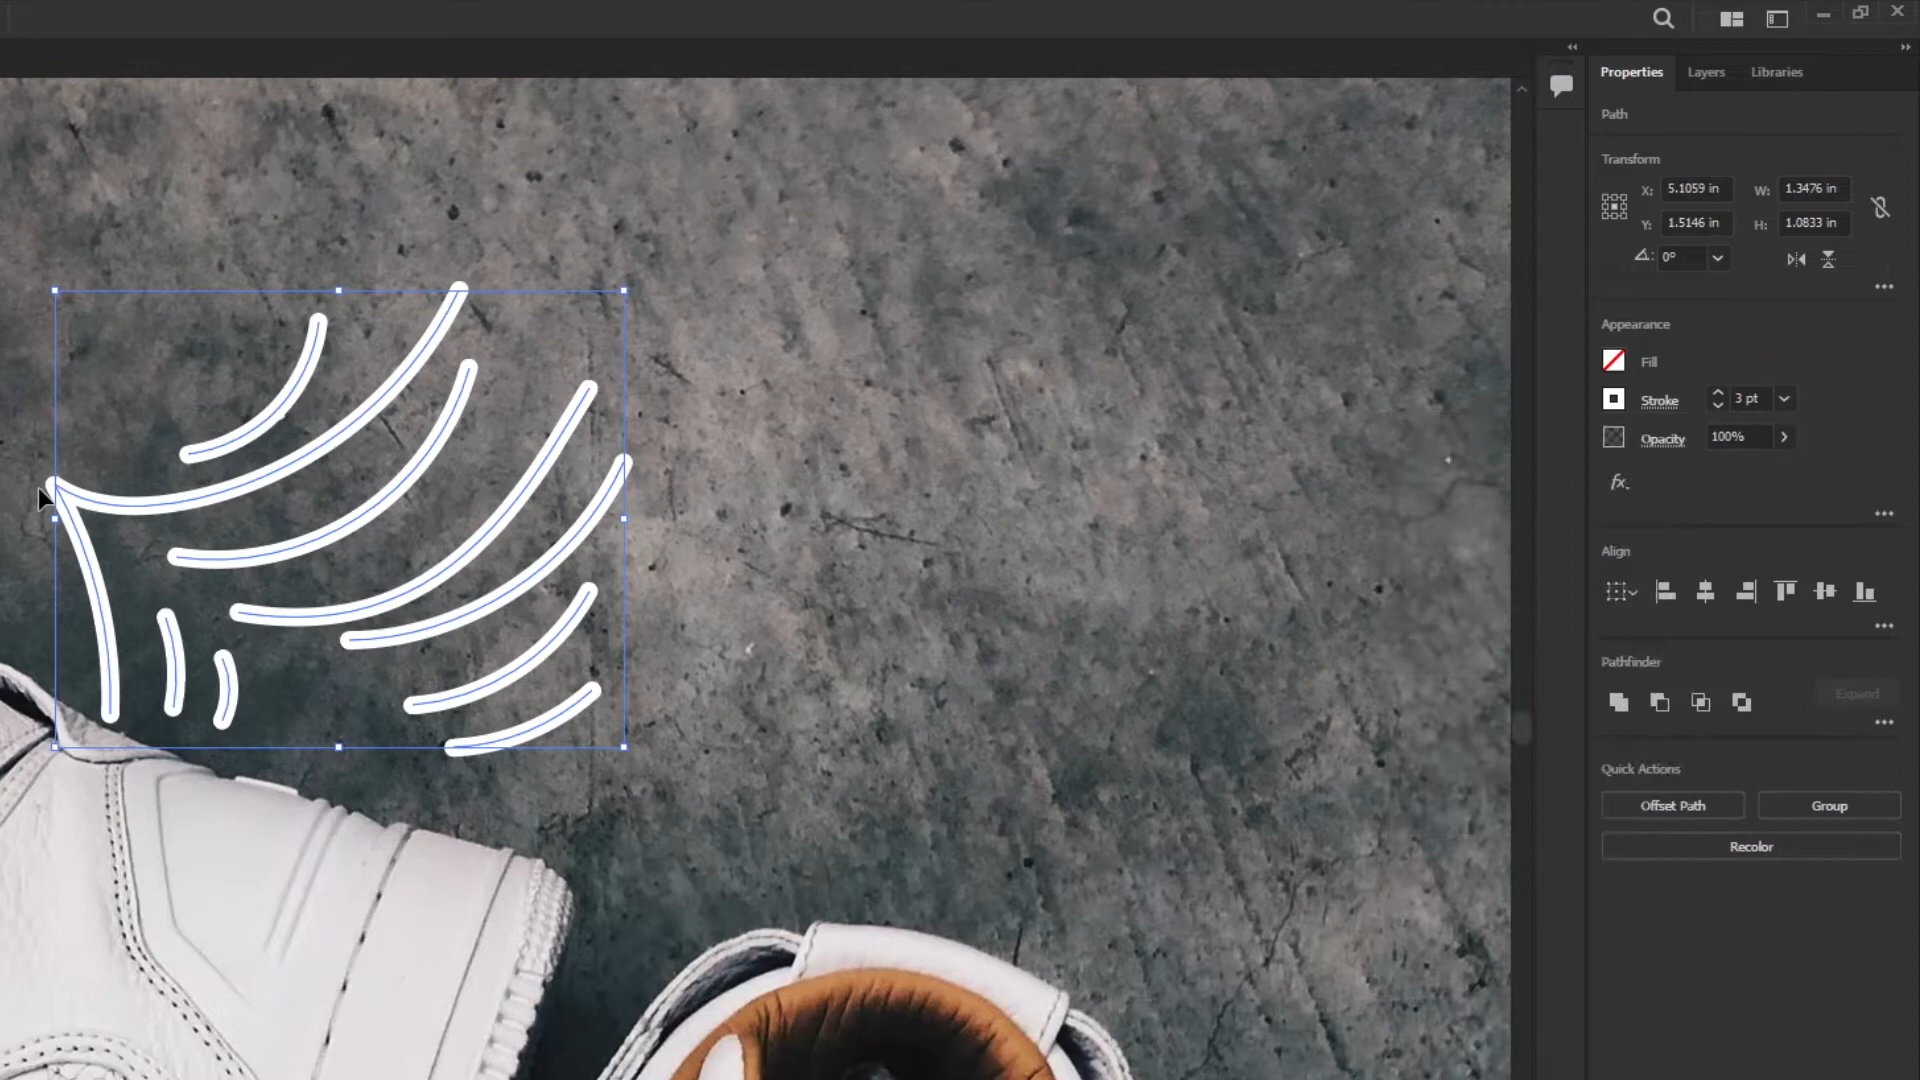 Properties Layers Libraries
Path
Transform
X: 5.1059 in W: 1.3476 in
Y: 1.5146 in H: 1.0833 in
0°
Appearance
Fill
Stroke 3 pt
Opacity 100%
fx.
Align
Pathfinder
Expand
Quick Actions
Offset Path Group
Recolor